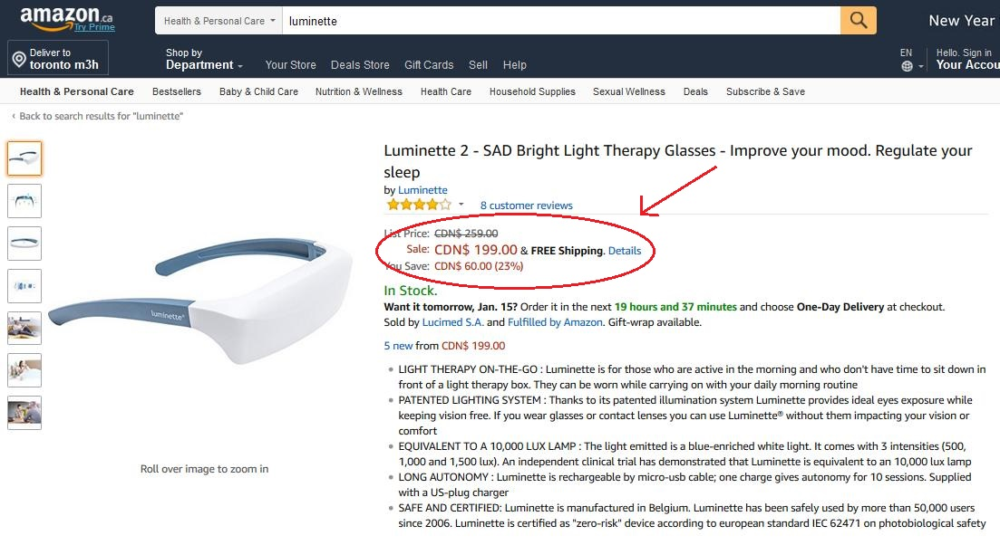 amazon.ca
Try Prime
Health & Personal Care
luminette
New Year
Deliver to
toronto m3h
Shop by
Department
Your Store
Deals Store
Gift Cards
Sell
Help
EN
Hello. Sign in
Your Accou
Health & Personal Care
Bestsellers
Baby & Child Care
Nutrition & Wellness
Health Care
Household Supplies
Sexual Wellness
Deals
Subscribe & Save
‹ Back to search results for "luminette"
luminette®
Roll over image to zoom in
Luminette 2 - SAD Bright Light Therapy Glasses - Improve your mood. Regulate your
sleep
by Luminette
8 customer reviews
List Price: CDN$ 259.00
Sale: CDN$ 199.00 & FREE Shipping. Details
You Save: CDN$ 60.00 (23%)
In Stock.
Want it tomorrow, Jan. 15? Order it in the next 19 hours and 37 minutes and choose One-Day Delivery at checkout.
Sold by Lucimed S.A. and Fulfilled by Amazon. Gift-wrap available.
5 new from CDN$ 199.00
• LIGHT THERAPY ON-THE-GO : Luminette is for those who are active in the morning and who don't have time to sit down in
front of a light therapy box. They can be worn while carrying on with your daily morning routine
• PATENTED LIGHTING SYSTEM : Thanks to its patented illumination system Luminette provides ideal eyes exposure while
keeping vision free. If you wear glasses or contact lenses you can use Luminette® without them impacting your vision or
comfort
• EQUIVALENT TO A 10,000 LUX LAMP : The light emitted is a blue-enriched white light. It comes with 3 intensities (500,
1,000 and 1,500 lux). An independent clinical trial has demonstrated that Luminette is equivalent to an 10,000 lux lamp
• LONG AUTONOMY : Luminette is rechargeable by micro-usb cable; one charge gives autonomy for 10 sessions. Supplied
with a US-plug charger
• SAFE AND CERTIFIED: Luminette is manufactured in Belgium. Luminette has been safely used by more than 50,000 users
since 2006. Luminette is certified as "zero-risk" device according to european standard IEC 62471 on photobiological safety